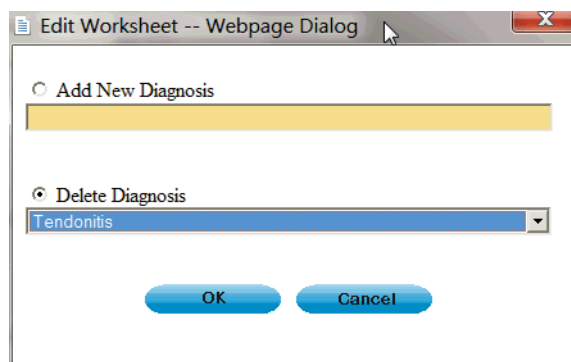 Edit Worksheet -- Webpage Dialog
Add New Diagnosis
Delete Diagnosis
Tendonitis
OK Cancel